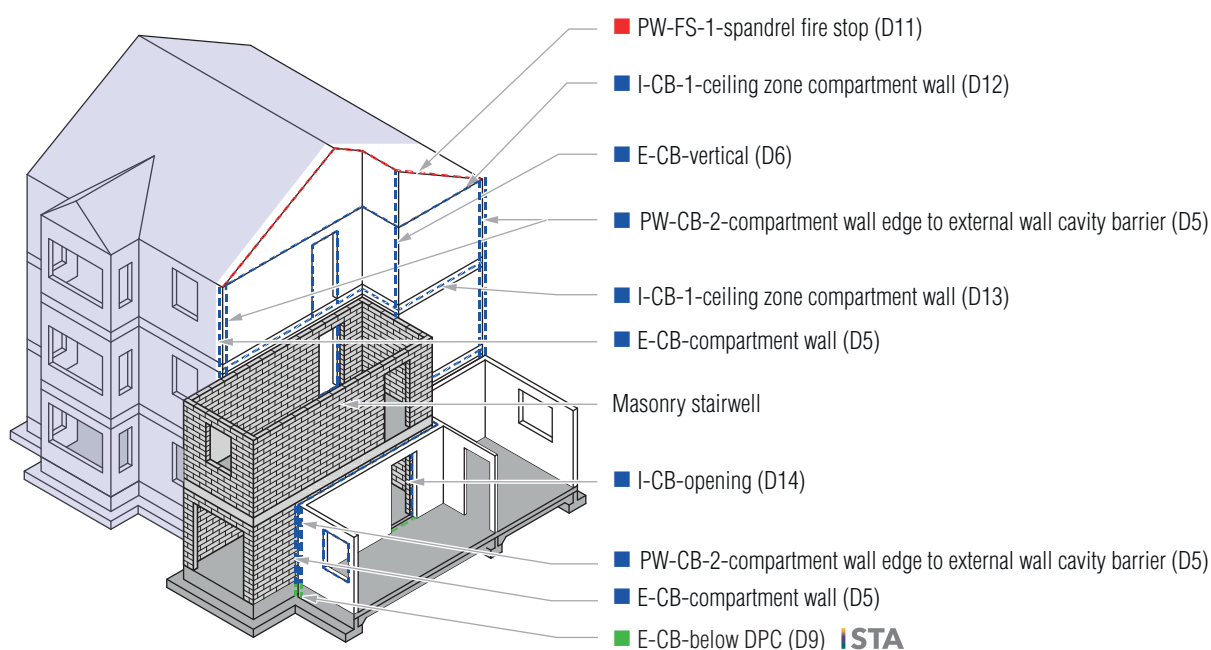 PW-FS-1-spandrel fire stop (D11)
I-CB-1-ceiling zone compartment wall (D12)
E-CB-vertical (D6)
PW-CB-2-compartment wall edge to external wall cavity barrier (D5)
I-CB-1-ceiling zone compartment wall (D13)
E-CB-compartment wall (D5)
Masonry stairwell
I-CB-opening (D14)
PW-CB-2-compartment wall edge to external wall cavity barrier (D5)
E-CB-compartment wall (D5)
E-CB-below DPC (D9) STA